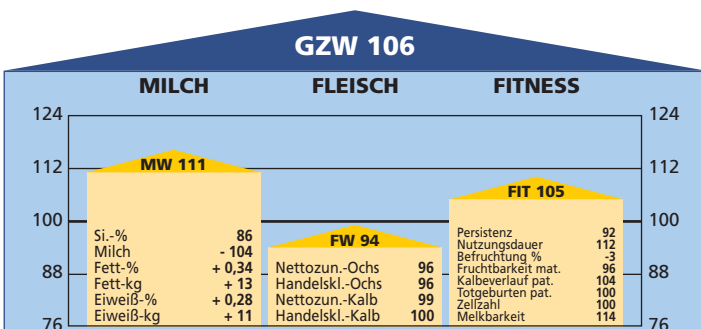 GZW 106
MILCH FLEISCH FITNESS
124 124
112 112
100 100
88 88
76 76
MW 111
Si.-% 86
Milch - 104
Fett-% + 0,34
Fett-kg + 13
Eiweiß-% + 0,28
Eiweiß-kg + 11
FW 94
Nettozun.-Ochs 96
Handelskl.-Ochs 96
Nettozun.-Kalb 99
Handelskl.-Kalb 100
FIT 105
Persistenz 92
Nutzungsdauer 112
Befruchtung % -3
Fruchtbarkeit mat. 96
Kalbeverlauf pat. 104
Totgeburten pat. 100
Zellzahl 100
Melkbarkeit 114